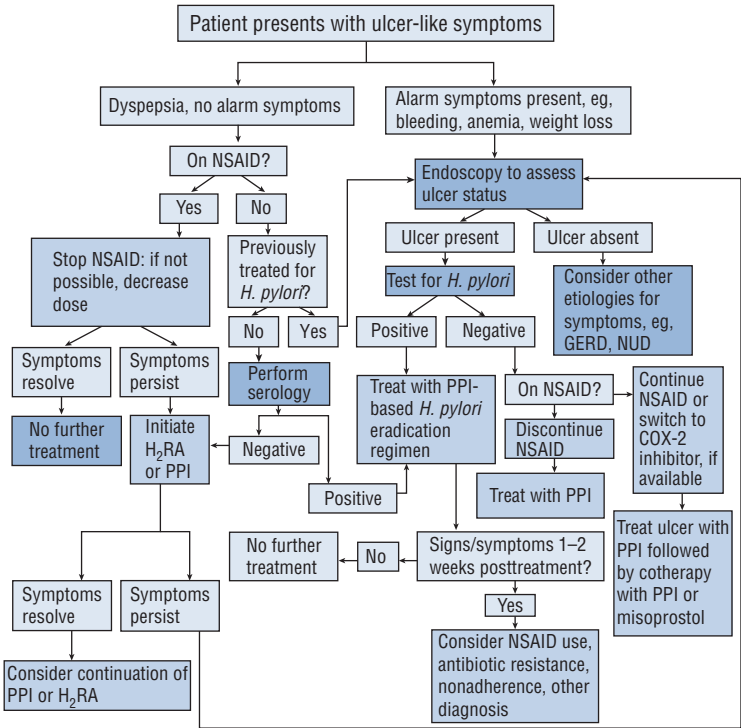 Patient presents with ulcer-like symptoms
Dyspepsia, no alarm symptoms
Alarm symptoms present, eg,
bleeding, anemia, weight loss
On NSAID?
Endoscopy to assess
ulcer status
Yes
No
Ulcer present
Ulcer absent
Stop NSAID: if not
possible, decrease
dose
Previously
treated for
H. pylori?
Test for H. pylori
Consider other
etiologies for
symptoms, eg,
GERD, NUD
No
Yes
Positive
Negative
Symptoms
resolve
Symptoms
persist
Perform
serology
Treat with PPI-
based H. pylori
eradication
regimen
On NSAID?
Continue
NSAID or
switch to
COX-2
inhibitor, if
available
No further
treatment
Initiate
H2RA
or PPI
Negative
Positive
Discontinue
NSAID
Treat with PPI
Treat ulcer with
PPI followed
by cotherapy
with PPI or
misoprostol
No further
treatment
No
Signs/symptoms 1–2
weeks posttreatment?
Yes
Symptoms
resolve
Symptoms
persist
Consider continuation of
PPI or H2RA
Consider NSAID use,
antibiotic resistance,
nonadherence, other
diagnosis